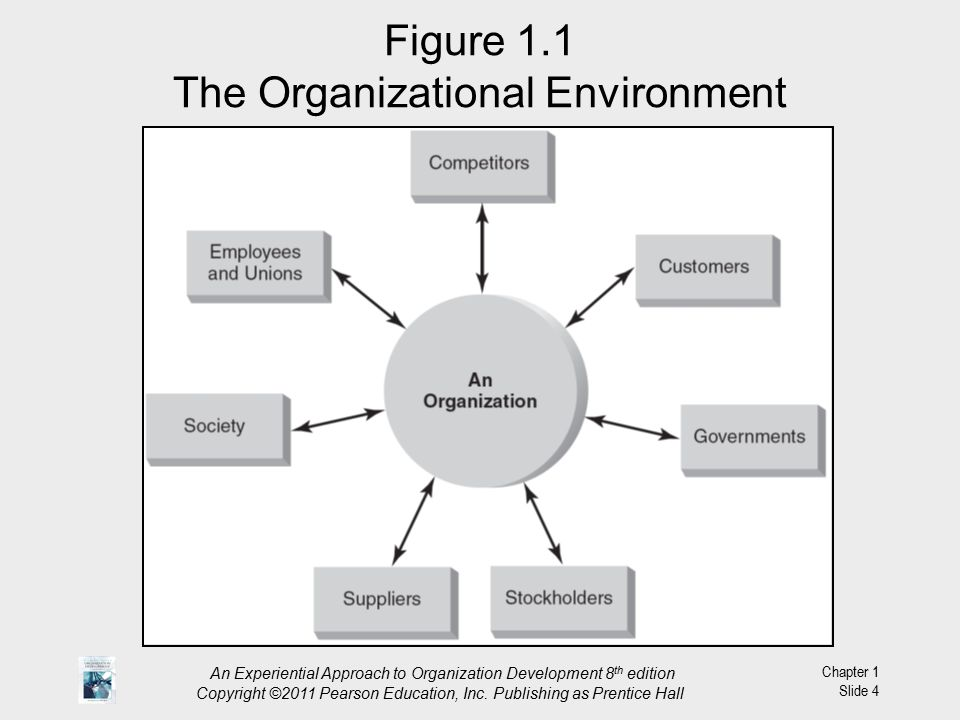 Figure 1.1
The Organizational Environment
Competitors
Employees
and Unions
Customers
An
Organization
Society
Governments
Suppliers
Stockholders
An Experiential Approach to Organization Development 8th edition
Copyright ©2011 Pearson Education, Inc. Publishing as Prentice Hall
Chapter 1
Slide 4